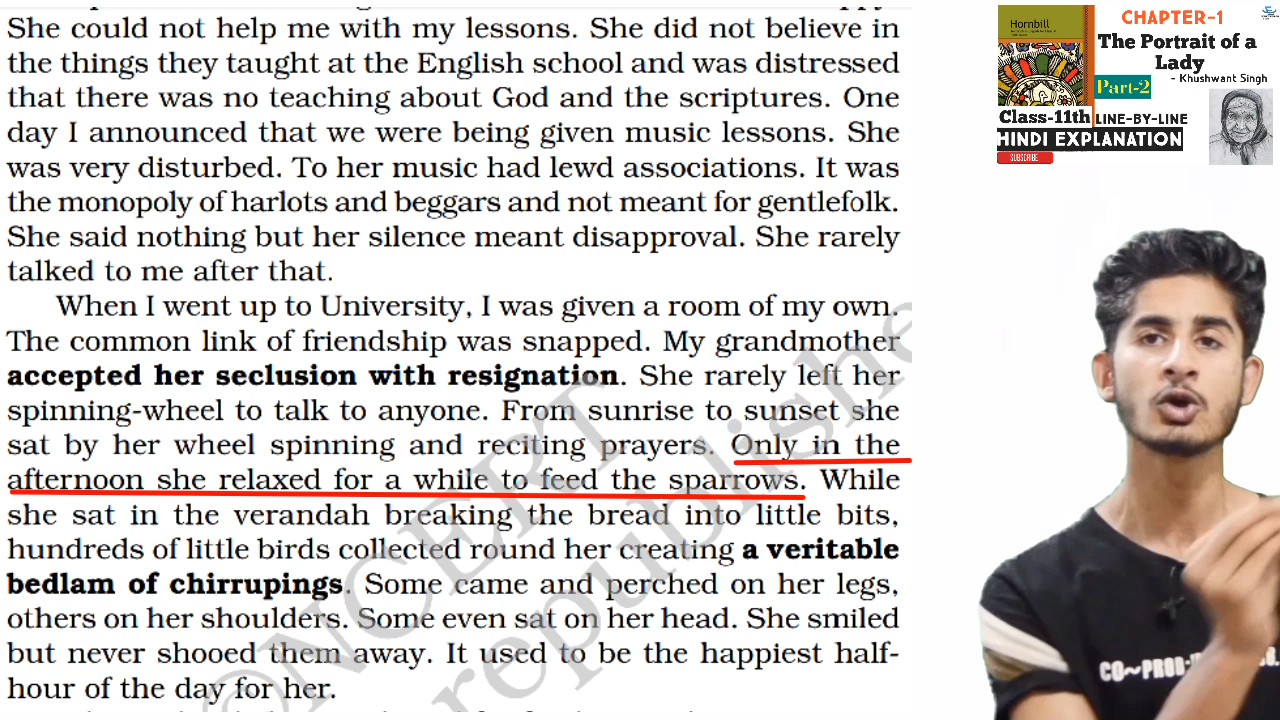 She could not help me with my lessons. She did not believe in
the things they taught at the English school and was distressed
that there was no teaching about God and the scriptures. One
day I announced that we were being given music lessons. She
was very disturbed. To her music had lewd associations. It was
the monopoly of harlots and beggars and not meant for gentlefolk.
She said nothing but her silence meant disapproval. She rarely
talked to me after that.
When I went up to University, I was given a room of my own.
The common link of friendship was snapped. My grandmother
accepted her seclusion with resignation. She rarely left her
spinning-wheel to talk to anyone. From sunrise to sunset she
sat by her wheel spinning and reciting prayers. Only in the
afternoon she relaxed for a while to feed the sparrows. While
she sat in the verandah breaking the bread into little bits,
hundreds of little birds collected round her creating a veritable
bedlam of chirrupings. Some came and perched on her legs,
others on her shoulders. Some even sat on her head. She smiled
but never shooed them away. It used to be the happiest half-
hour of the day for her.
©NCERT
republishe
Hornbill
CHAPTER-1
The Portrait of a
Lady
- Khushwant Singh
Part-2
Class-11th LINE-BY-LINE
HINDI EXPLANATION
SUBSCRIBE